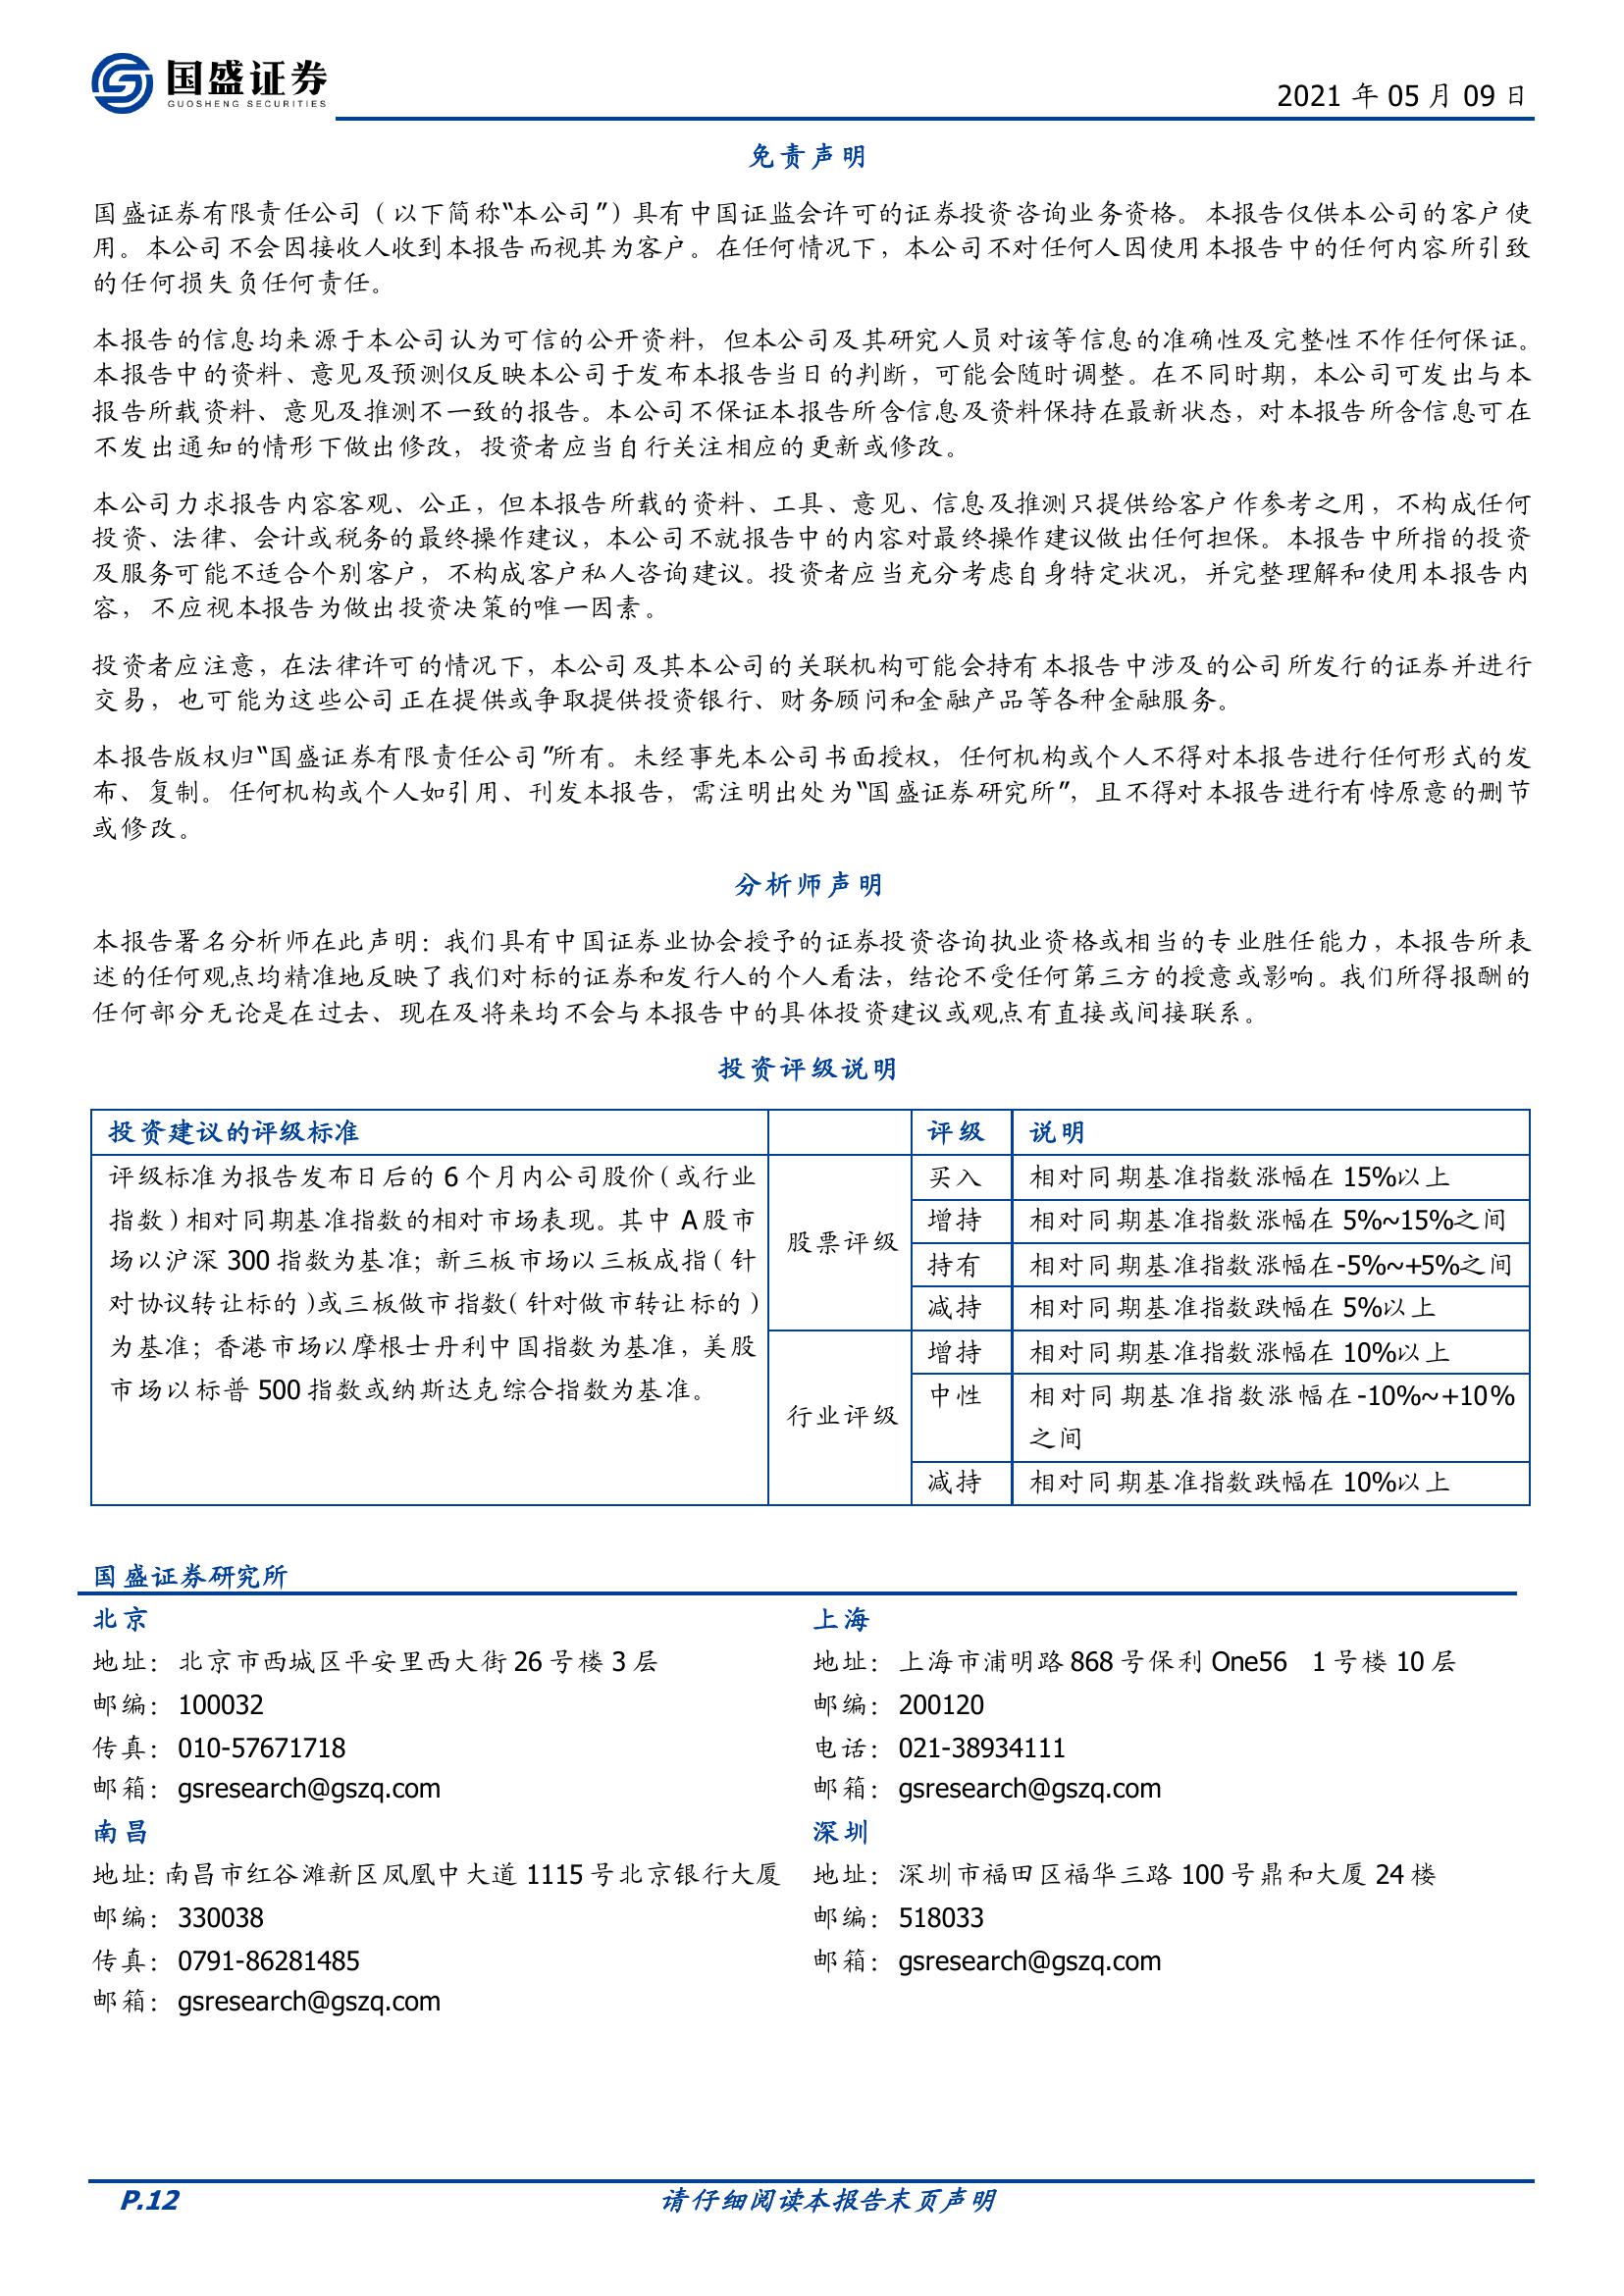 国盛证券
GUOSHENG SECURITIES
2021 年 05 月 09 日
免责声明
国盛证券有限责任公司（以下简称“本公司”）具有中国证监会许可的证券投资咨询业务资格。本报告仅供本公司的客户使
用。本公司不会因接收人收到本报告而视其为客户。在任何情况下，本公司不对任何人因使用本报告中的任何内容所引致
的任何损失负任何责任。
本报告的信息均来源于本公司认为可信的公开资料，但本公司及其研究人员对该等信息的准确性及完整性不作任何保证。
本报告中的资料、意见及预测仅反映本公司于发布本报告当日的判断，可能会随时调整。在不同时期，本公司可发出与本
报告所载资料、意见及推测不一致的报告。本公司不保证本报告所含信息及资料保持在最新状态，对本报告所含信息可在
不发出通知的情形下做出修改，投资者应当自行关注相应的更新或修改。
本公司力求报告内容客观、公正，但本报告所载的资料、工具、意见、信息及推测只提供给客户作参考之用，不构成任何
投资、法律、会计或税务的最终操作建议，本公司不就报告中的内容对最终操作建议做出任何担保。本报告中所指的投资
及服务可能不适合个别客户，不构成客户私人咨询建议。投资者应当充分考虑自身特定状况，并完整理解和使用本报告内
容，不应视本报告为做出投资决策的唯一因素。
投资者应注意，在法律许可的情况下，本公司及其本公司的关联机构可能会持有本报告中涉及的公司所发行的证券并进行
交易，也可能为这些公司正在提供或争取提供投资银行、财务顾问和金融产品等各种金融服务。
本报告版权归“国盛证券有限责任公司”所有。未经事先本公司书面授权，任何机构或个人不得对本报告进行任何形式的发
布、复制。任何机构或个人如引用、刊发本报告，需注明出处为“国盛证券研究所”，且不得对本报告进行有悖原意的删节
或修改。
分析师声明
本报告署名分析师在此声明：我们具有中国证券业协会授予的证券投资咨询执业资格或相当的专业胜任能力，本报告所表
述的任何观点均精准地反映了我们对标的证券和发行人的个人看法，结论不受任何第三方的授意或影响。我们所得报酬的
任何部分无论是在过去、现在及将来均不会与本报告中的具体投资建议或观点有直接或间接联系。
投资评级说明
投资建议的评级标准 评级 说明
评级标准为报告发布日后的 6 个月内公司股价（或行业
指数）相对同期基准指数的相对市场表现。其中 A 股市
场以沪深 300 指数为基准；新三板市场以三板成指（针
对协议转让标的）或三板做市指数（针对做市转让标的）
为基准；香港市场以摩根士丹利中国指数为基准，美股
市场以标普 500 指数或纳斯达克综合指数为基准。
股票评级
买入 相对同期基准指数涨幅在 15%以上
增持 相对同期基准指数涨幅在 5%~15%之间
持有 相对同期基准指数涨幅在-5%~+5%之间
减持 相对同期基准指数跌幅在 5%以上
行业评级
增持 相对同期基准指数涨幅在 10%以上
中性 相对同期基准指数涨幅在-10%~+10%
之间
减持 相对同期基准指数跌幅在 10%以上
国盛证券研究所
北京
地址：北京市西城区平安里西大街 26 号楼 3 层
邮编：100032
传真：010-57671718
邮箱：gsresearch@gszq.com
上海
地址：上海市浦明路 868 号保利 One56 1 号楼 10 层
邮编：200120
电话：021-38934111
邮箱：gsresearch@gszq.com
南昌
地址：南昌市红谷滩新区凤凰中大道 1115 号北京银行大厦
邮编：330038
传真：0791-86281485
邮箱：gsresearch@gszq.com
深圳
地址：深圳市福田区福华三路 100 号鼎和大厦 24 楼
邮编：518033
邮箱：gsresearch@gszq.com
P.12
请仔细阅读本报告末页声明